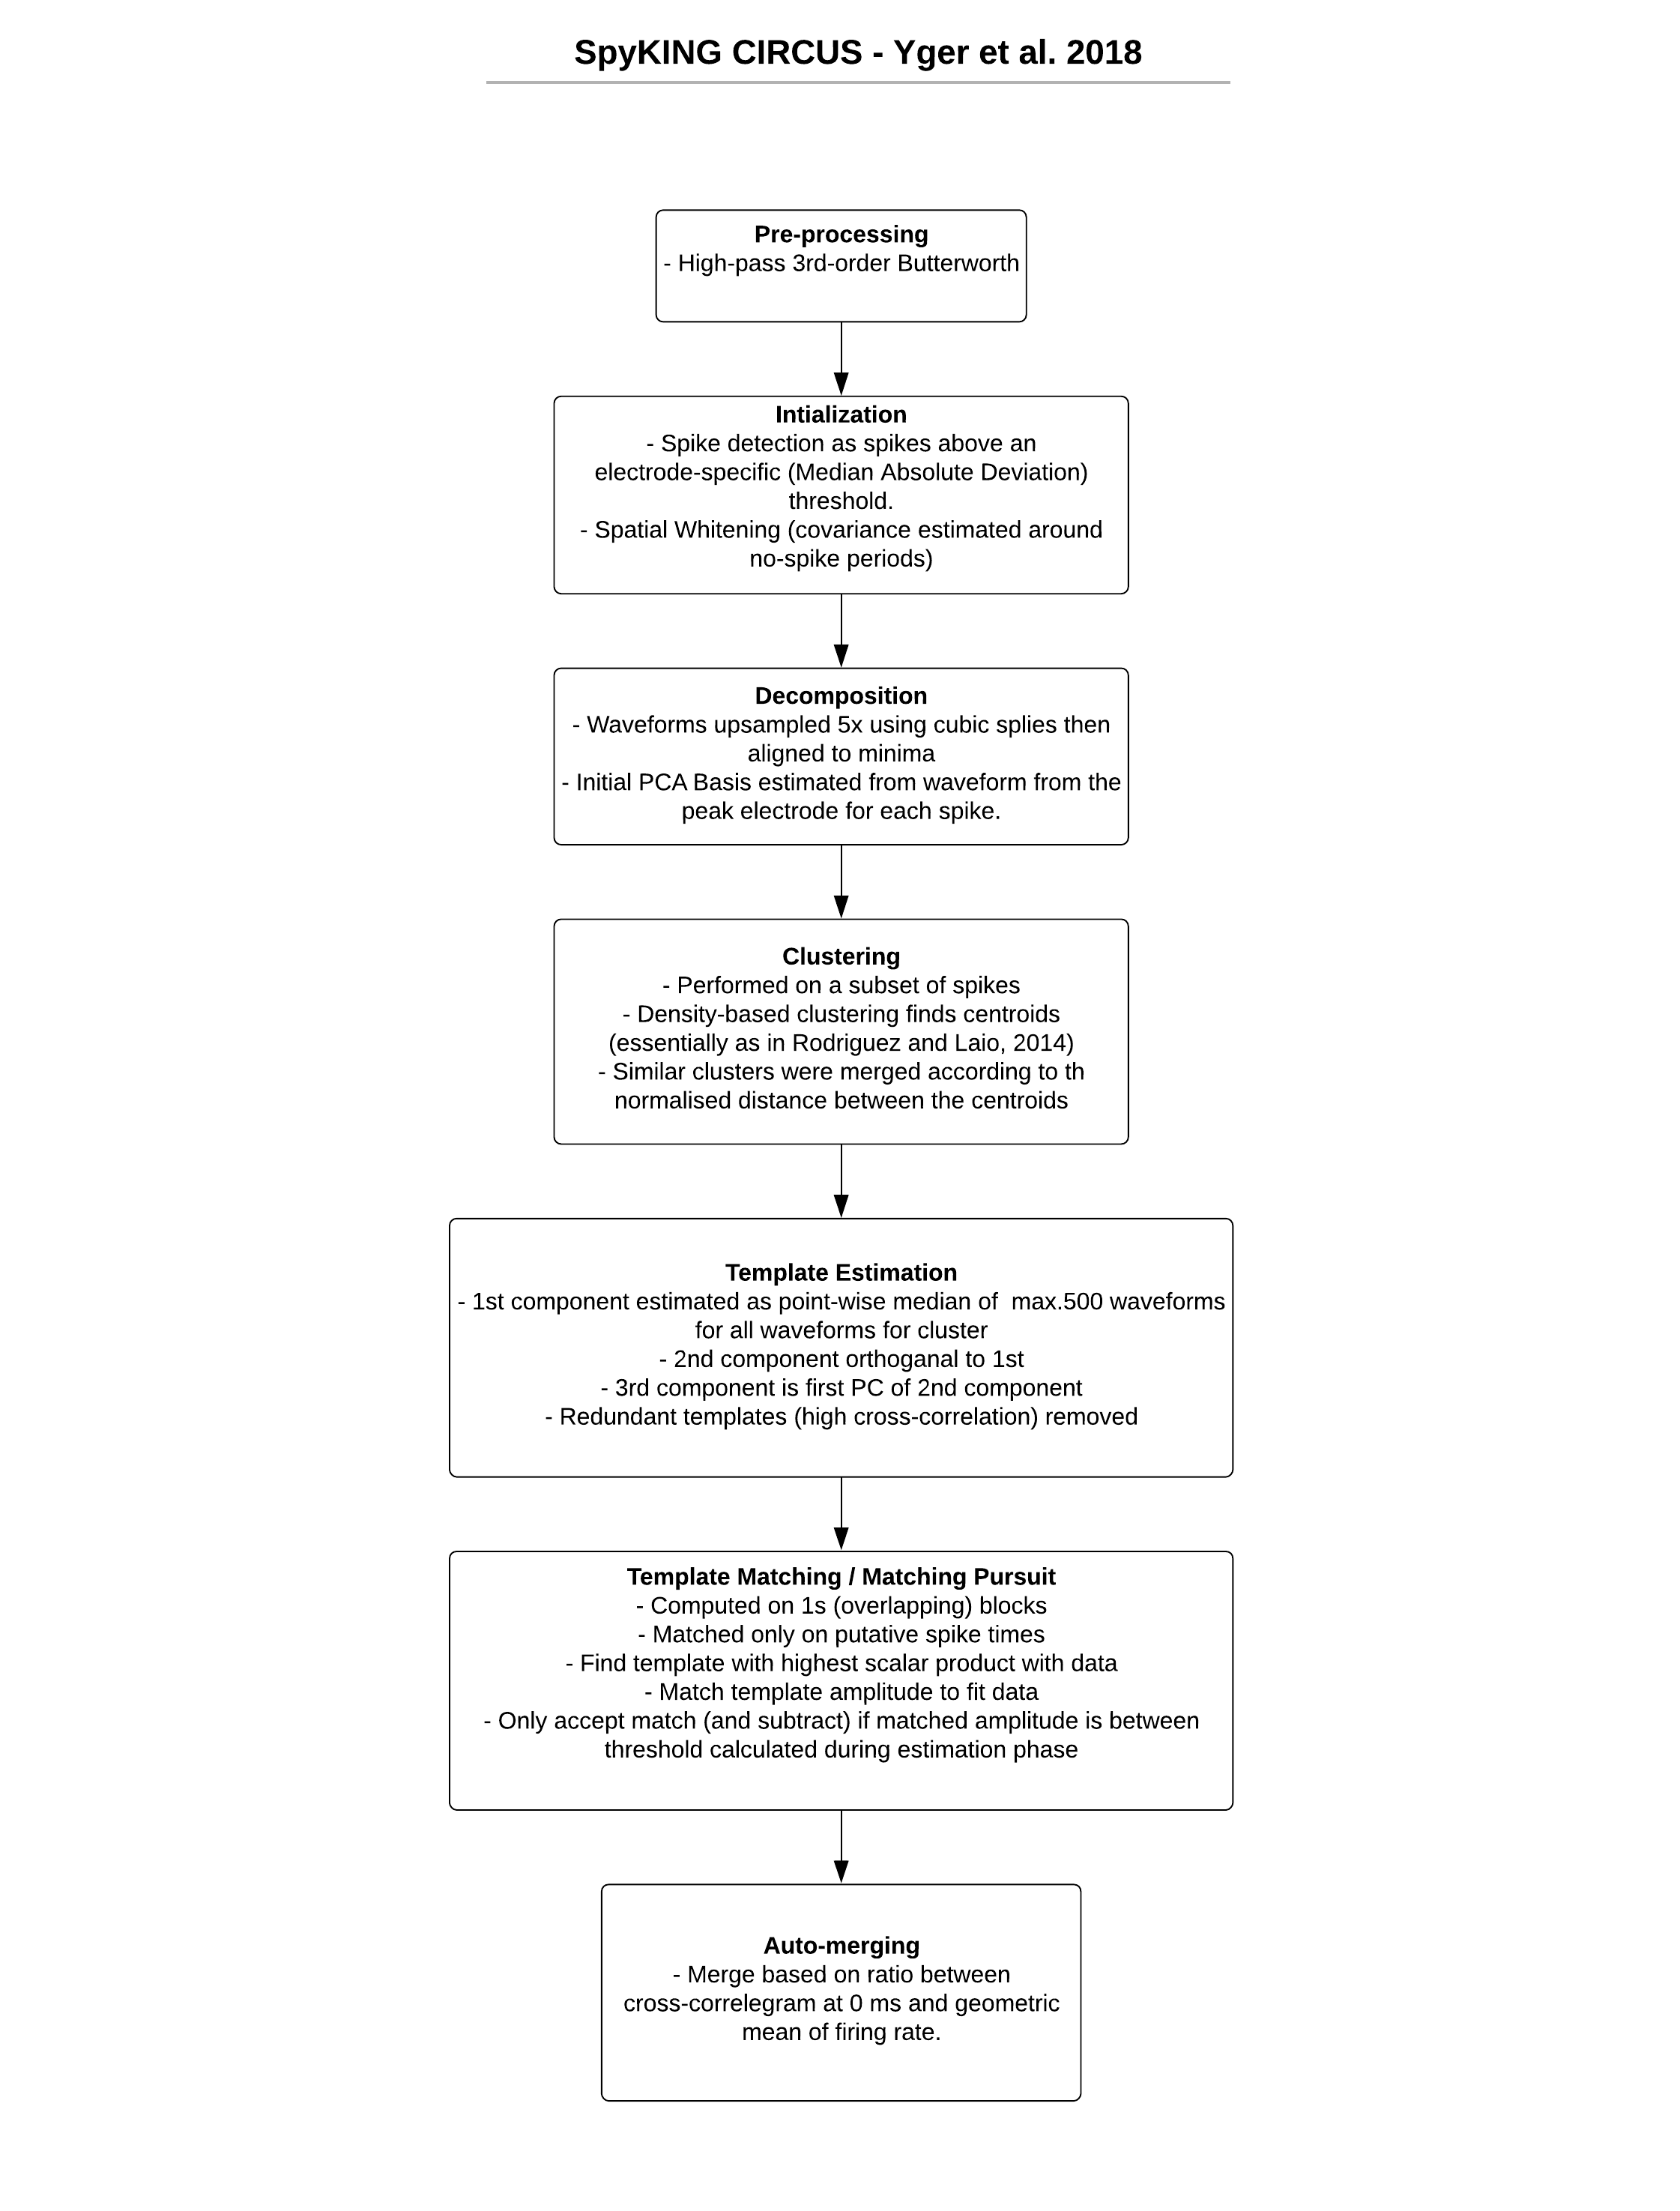 SpyKING CIRCUS - Yger et al. 2018
Pre-processing
- High-pass 3rd-order Butterworth
Intialization
- Spike detection as spikes above an
electrode-specific (Median Absolute Deviation)
threshold.
- Spatial Whitening (covariance estimated around
no-spike periods)
Decomposition
- Waveforms upsampled 5x using cubic splies then
aligned to minima
- Initial PCA Basis estimated from waveform from the
peak electrode for each spike.
Clustering
- Performed on a subset of spikes
- Density-based clustering finds centroids
(essentially as in Rodriguez and Laio, 2014)
- Similar clusters were merged according to th
normalised distance between the centroids
Template Estimation
- 1st component estimated as point-wise median of  max.500 waveforms
for all waveforms for cluster
- 2nd component orthoganal to 1st
- 3rd component is first PC of 2nd component
- Redundant templates (high cross-correlation) removed
Template Matching / Matching Pursuit
- Computed on 1s (overlapping) blocks
- Matched only on putative spike times
- Find template with highest scalar product with data
- Match template amplitude to fit data
- Only accept match (and subtract) if matched amplitude is between
threshold calculated during estimation phase
Auto-merging
- Merge based on ratio between
cross-correlegram at 0 ms and geometric
mean of firing rate.